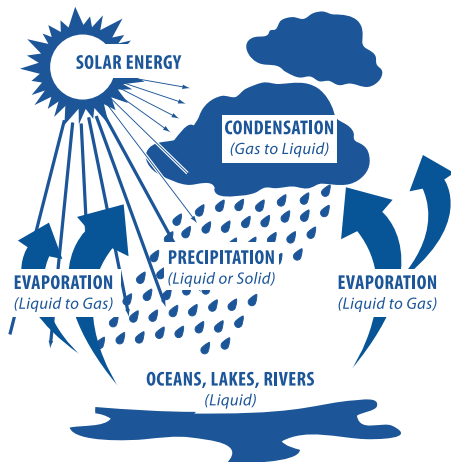 SOLAR ENERGY
CONDENSATION
(Gas to Liquid)
PRECIPITATION
(Liquid or Solid)
EVAPORATION
(Liquid to Gas)
EVAPORATION
(Liquid to Gas)
OCEANS, LAKES, RIVERS
(Liquid)